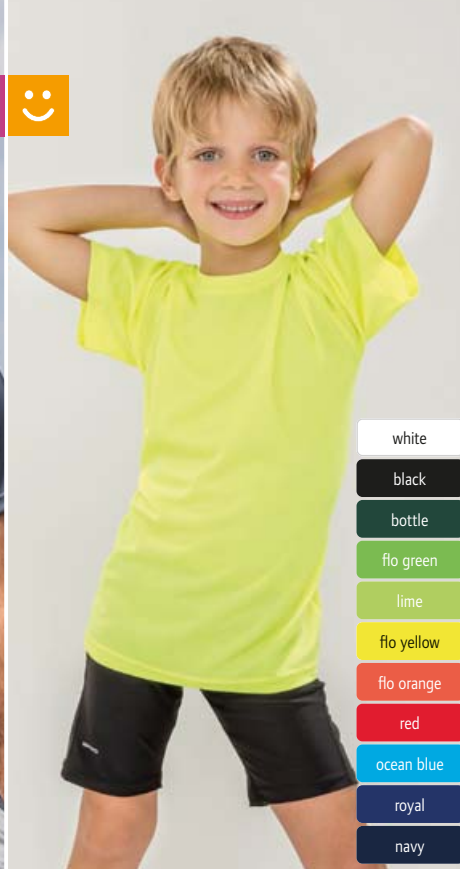 white
black
bottle
flo green
lime
flo yellow
flo orange
red
ocean blue
royal
navy